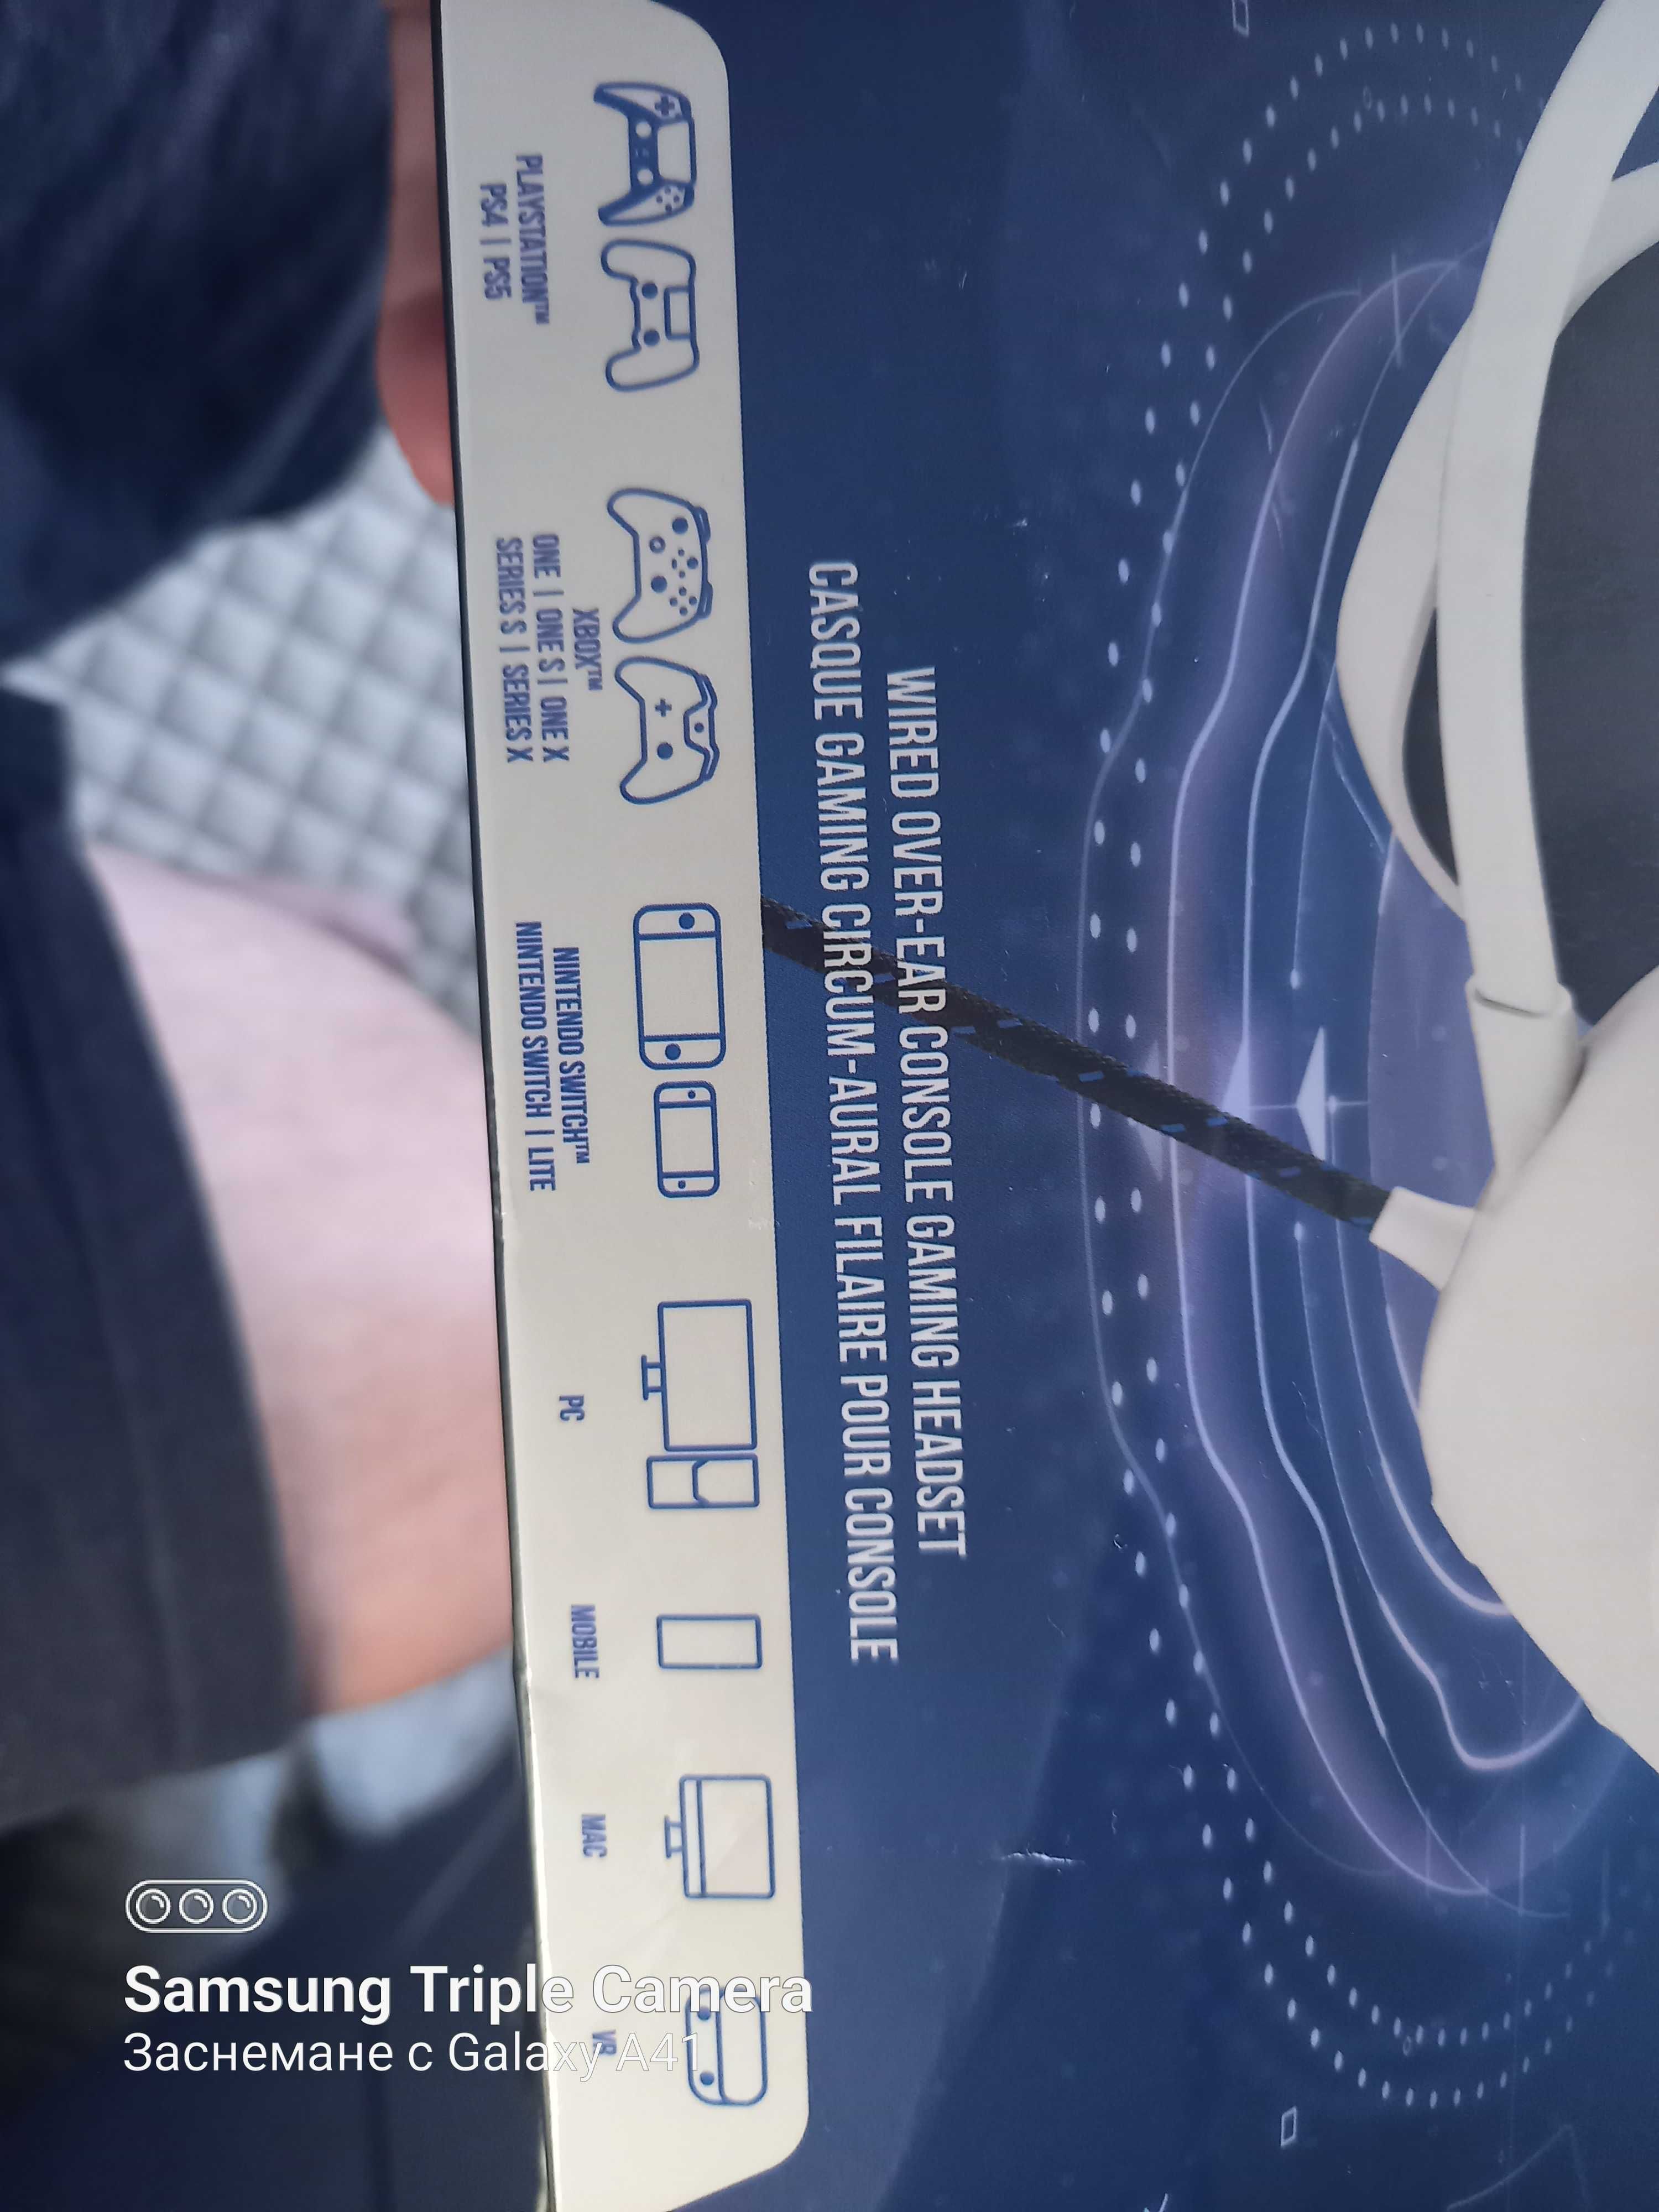 WIRED OVER-EAR CONSOLE GAMING HEADSET
CASQUE GAMING CIRCUM-AURAL FILAIRE POUR CONSOLE
PLAYSTATION™
PS4 | PS5
XBOX™
ONE | ONE S | ONE X
SERIES S | SERIES X
NINTENDO SWITCH™
NINTENDO SWITCH | LITE
PC
MOBILE
MAC
VR
Samsung Triple Camera
Заснемане с Galaxy A41